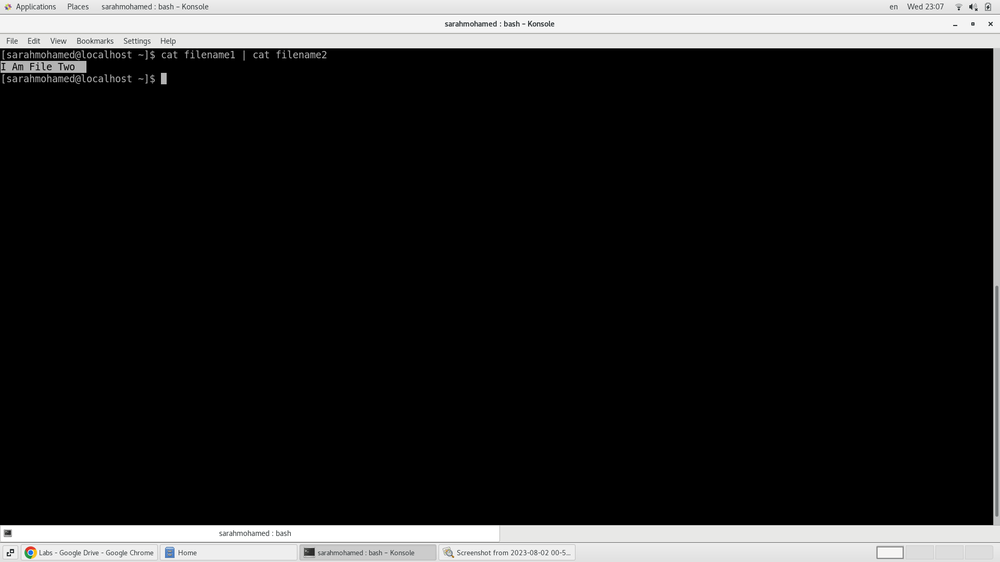 Applications Places sarahmohamed : bash – Konsole en Wed 23:07
sarahmohamed : bash – Konsole
File Edit View Bookmarks Settings Help
[sarahmohamed@localhost ~]$ cat filename1 | cat filename2
I Am File Two
[sarahmohamed@localhost ~]$
sarahmohamed : bash
Labs - Google Drive - Google Chrome Home sarahmohamed : bash – Konsole Screenshot from 2023-08-02 00-5...